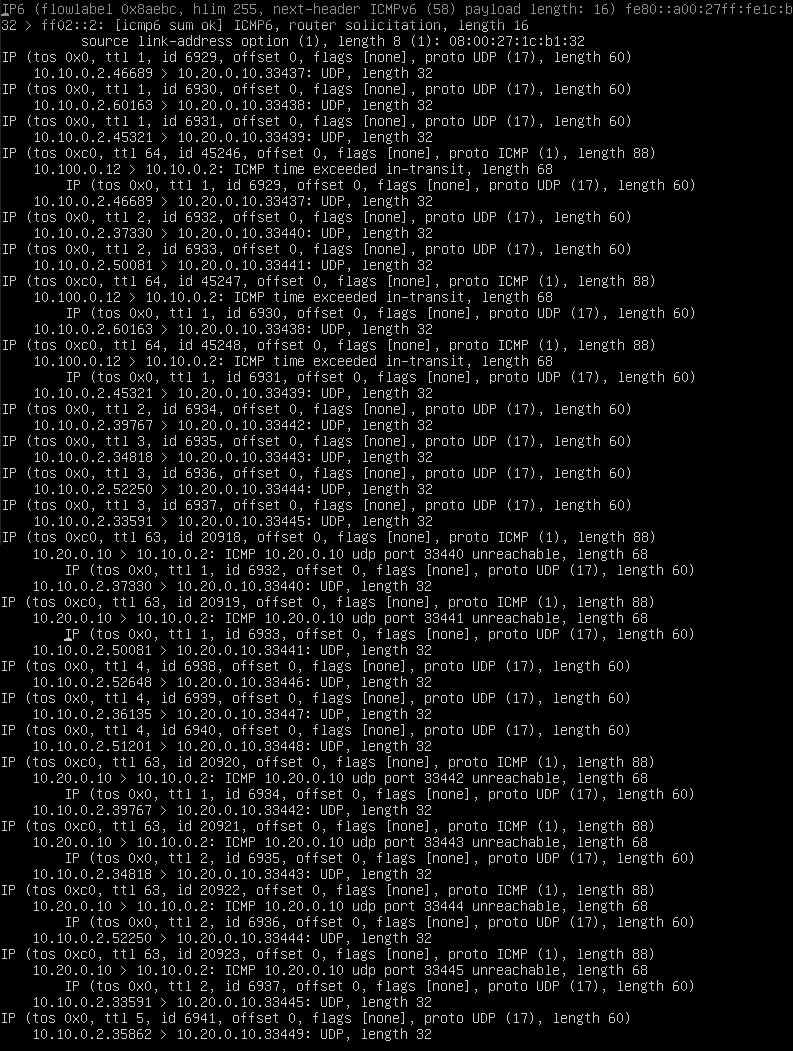 IP6 (flowlabel 0x8aebc, hlim 255, next-header ICMPv6 (58) payload length: 16) fe80::a00:27ff:fe1c:b
32 > ff02::2: [icmp6 sum ok] ICMP6, router solicitation, length 16
source link-address option (1), length 8 (1): 08:00:27:1c:b1:32
IP (tos 0x0, ttl 1, id 6929, offset 0, flags [none], proto UDP (17), length 60)
10.10.0.2.46689 > 10.20.0.10.33437: UDP, length 32
IP (tos 0x0, ttl 1, id 6930, offset 0, flags [none], proto UDP (17), length 60)
10.10.0.2.60163 > 10.20.0.10.33438: UDP, length 32
IP (tos 0x0, ttl 1, id 6931, offset 0, flags [none], proto UDP (17), length 60)
10.10.0.2.45321 > 10.20.0.10.33439: UDP, length 32
IP (tos 0xc0, ttl 64, id 45246, offset 0, flags [none], proto ICMP (1), length 88)
10.100.0.12 > 10.10.0.2: ICMP time exceeded in-transit, length 68
IP (tos 0x0, ttl 1, id 6929, offset 0, flags [none], proto UDP (17), length 60)
10.10.0.2.46689 > 10.20.0.10.33437: UDP, length 32
IP (tos 0x0, ttl 2, id 6932, offset 0, flags [none], proto UDP (17), length 60)
10.10.0.2.37330 > 10.20.0.10.33440: UDP, length 32
IP (tos 0x0, ttl 2, id 6933, offset 0, flags [none], proto UDP (17), length 60)
10.10.0.2.50081 > 10.20.0.10.33441: UDP, length 32
IP (tos 0xc0, ttl 64, id 45247, offset 0, flags [none], proto ICMP (1), length 88)
10.100.0.12 > 10.10.0.2: ICMP time exceeded in-transit, length 68
IP (tos 0x0, ttl 1, id 6930, offset 0, flags [none], proto UDP (17), length 60)
10.10.0.2.60163 > 10.20.0.10.33438: UDP, length 32
IP (tos 0xc0, ttl 64, id 45248, offset 0, flags [none], proto ICMP (1), length 88)
10.100.0.12 > 10.10.0.2: ICMP time exceeded in-transit, length 68
IP (tos 0x0, ttl 1, id 6931, offset 0, flags [none], proto UDP (17), length 60)
10.10.0.2.45321 > 10.20.0.10.33439: UDP, length 32
IP (tos 0x0, ttl 2, id 6934, offset 0, flags [none], proto UDP (17), length 60)
10.10.0.2.39767 > 10.20.0.10.33442: UDP, length 32
IP (tos 0x0, ttl 3, id 6935, offset 0, flags [none], proto UDP (17), length 60)
10.10.0.2.34818 > 10.20.0.10.33443: UDP, length 32
IP (tos 0x0, ttl 3, id 6936, offset 0, flags [none], proto UDP (17), length 60)
10.10.0.2.52250 > 10.20.0.10.33444: UDP, length 32
IP (tos 0x0, ttl 3, id 6937, offset 0, flags [none], proto UDP (17), length 60)
10.10.0.2.33591 > 10.20.0.10.33445: UDP, length 32
IP (tos 0xc0, ttl 63, id 20918, offset 0, flags [none], proto ICMP (1), length 88)
10.20.0.10 > 10.10.0.2: ICMP 10.20.0.10 udp port 33440 unreachable, length 68
IP (tos 0x0, ttl 1, id 6932, offset 0, flags [none], proto UDP (17), length 60)
10.10.0.2.37330 > 10.20.0.10.33440: UDP, length 32
IP (tos 0xc0, ttl 63, id 20919, offset 0, flags [none], proto ICMP (1), length 88)
10.20.0.10 > 10.10.0.2: ICMP 10.20.0.10 udp port 33441 unreachable, length 68
IP (tos 0x0, ttl 1, id 6933, offset 0, flags [none], proto UDP (17), length 60)
10.10.0.2.50081 > 10.20.0.10.33441: UDP, length 32
IP (tos 0x0, ttl 4, id 6938, offset 0, flags [none], proto UDP (17), length 60)
10.10.0.2.52648 > 10.20.0.10.33446: UDP, length 32
IP (tos 0x0, ttl 4, id 6939, offset 0, flags [none], proto UDP (17), length 60)
10.10.0.2.36135 > 10.20.0.10.33447: UDP, length 32
IP (tos 0x0, ttl 4, id 6940, offset 0, flags [none], proto UDP (17), length 60)
10.10.0.2.51201 > 10.20.0.10.33448: UDP, length 32
IP (tos 0xc0, ttl 63, id 20920, offset 0, flags [none], proto ICMP (1), length 88)
10.20.0.10 > 10.10.0.2: ICMP 10.20.0.10 udp port 33442 unreachable, length 68
IP (tos 0x0, ttl 1, id 6934, offset 0, flags [none], proto UDP (17), length 60)
10.10.0.2.39767 > 10.20.0.10.33442: UDP, length 32
IP (tos 0xc0, ttl 63, id 20921, offset 0, flags [none], proto ICMP (1), length 88)
10.20.0.10 > 10.10.0.2: ICMP 10.20.0.10 udp port 33443 unreachable, length 68
IP (tos 0x0, ttl 2, id 6935, offset 0, flags [none], proto UDP (17), length 60)
10.10.0.2.34818 > 10.20.0.10.33443: UDP, length 32
IP (tos 0xc0, ttl 63, id 20922, offset 0, flags [none], proto ICMP (1), length 88)
10.20.0.10 > 10.10.0.2: ICMP 10.20.0.10 udp port 33444 unreachable, length 68
IP (tos 0x0, ttl 2, id 6936, offset 0, flags [none], proto UDP (17), length 60)
10.10.0.2.52250 > 10.20.0.10.33444: UDP, length 32
IP (tos 0xc0, ttl 63, id 20923, offset 0, flags [none], proto ICMP (1), length 88)
10.20.0.10 > 10.10.0.2: ICMP 10.20.0.10 udp port 33445 unreachable, length 68
IP (tos 0x0, ttl 2, id 6937, offset 0, flags [none], proto UDP (17), length 60)
10.10.0.2.33591 > 10.20.0.10.33445: UDP, length 32
IP (tos 0x0, ttl 5, id 6941, offset 0, flags [none], proto UDP (17), length 60)
10.10.0.2.35862 > 10.20.0.10.33449: UDP, length 32